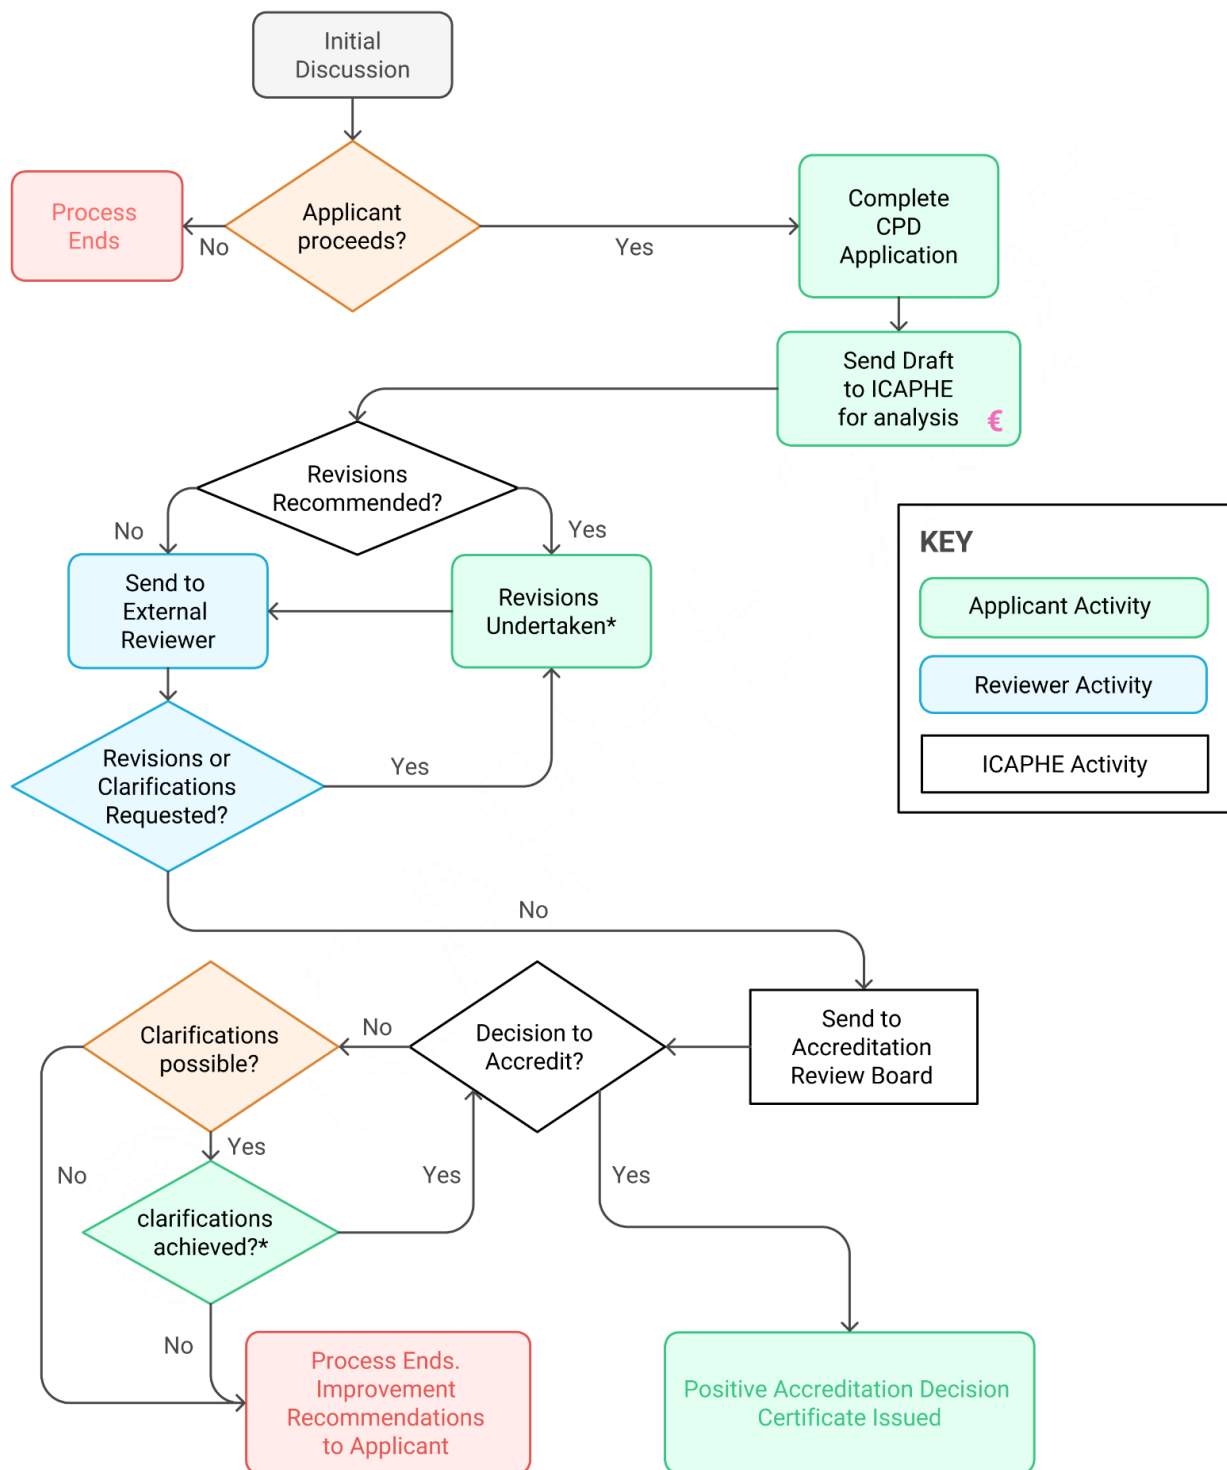 Initial
Discussion
Process
Ends
No
Applicant
proceeds?
Yes
Complete
CPD
Application
Send Draft
to ICAPHE
for analysis
€
Revisions
Recommended?
No
Yes
Send to
External
Reviewer
Revisions
Undertaken*
KEY
Applicant Activity
Reviewer Activity
ICAPHE Activity
Revisions or
Clarifications
Requested?
Yes
No
Clarifications
possible?
No
Decision to
Accredit?
Send to
Accreditation
Review Board
Yes
No
Yes
Yes
clarifications
achieved?*
No
Process Ends.
Improvement
Recommendations
to Applicant
Positive Accreditation Decision
Certificate Issued